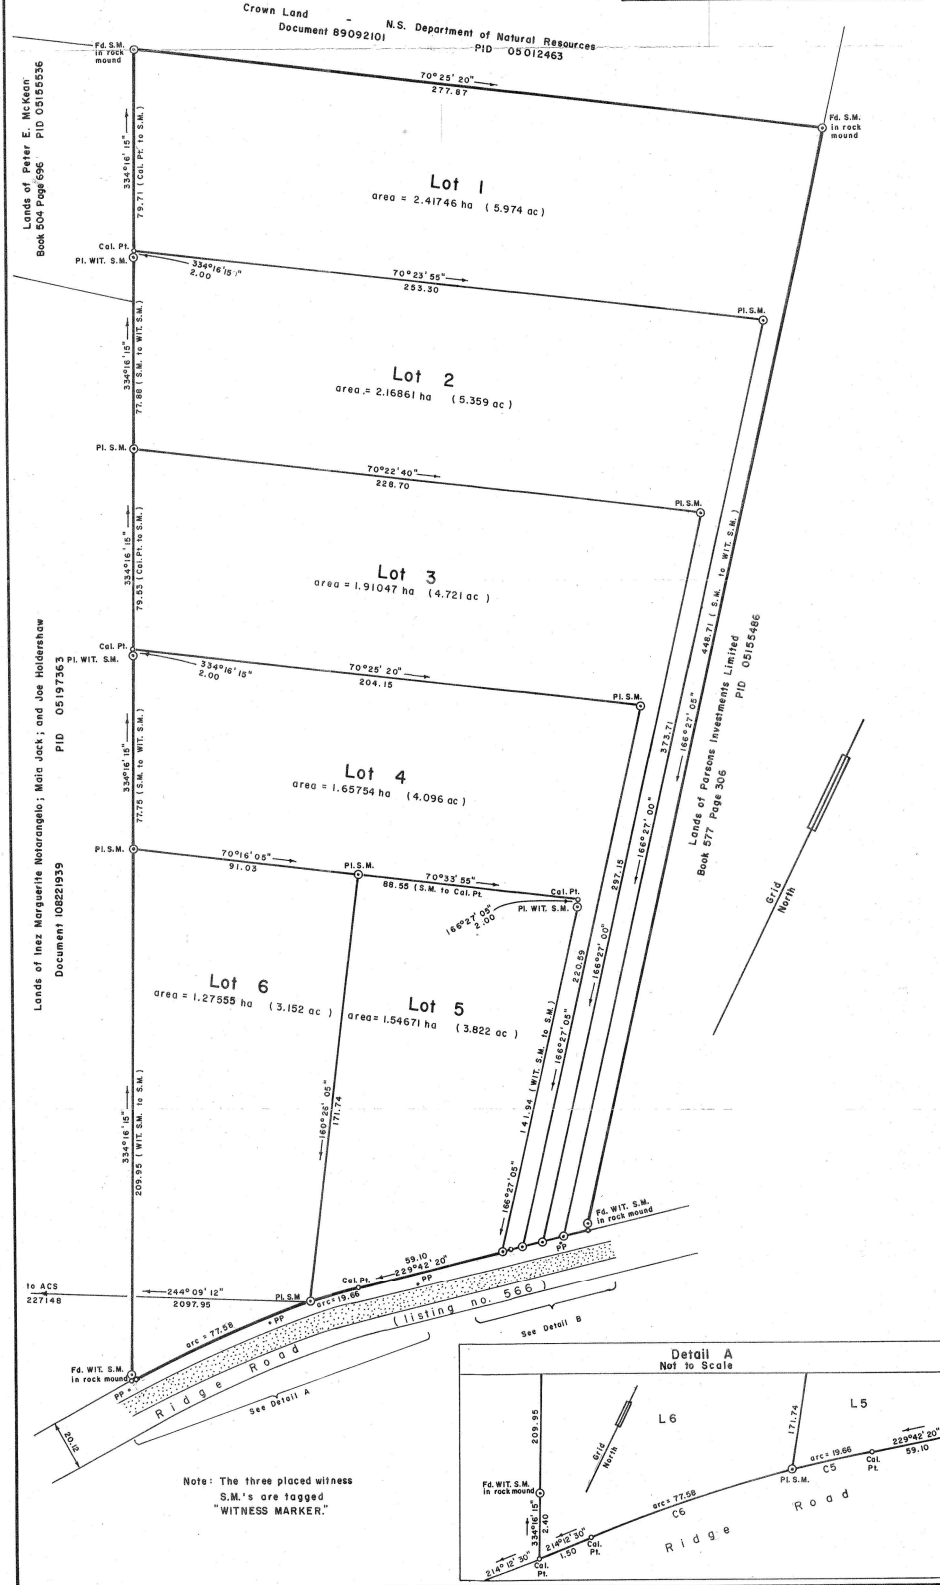 Crown Land - N.S. Department of Natural Resources
Document 89092101 PID 05012463
Fd. S.M.
in rock
mound
70°25'20"
277.87
Fd. S.M.
in rock
mound
Lands of Peter E. McKean
Book 504 Page 696 PID 05155536
334°16'15"
79.71 (Cal. Pt. to S.M.)
Lot 1
area = 2.41746 ha (5.974 ac)
Cal. Pt.
Pl. WIT. S.M.
334°16'15"
2.00
70°23'55"
253.30
Pl. S.M.
334°16'15"
77.88 (S.M. to WIT. S.M.)
Lot 2
area = 2.16861 ha (5.359 ac)
Pl. S.M.
70°22'40"
228.70
Pl. S.M.
334°16'15"
79.53 (Cal. Pt. to S.M.)
Lot 3
area = 1.91047 ha (4.721 ac)
448.71 (S.M. to WIT. S.M.)
166°27'05"
Lands of Parsons Investments Limited
Book 577 Page 306 PID 05155486
Cal. Pt.
Pl. WIT. S.M.
334°16'15"
2.00
70°25'20"
204.15
Pl. S.M.
Lands of Inez Marguerite Notarangelo; Maia Jack; and Joe Holdershaw
Document 108221939 PID 05197363
334°16'15"
77.75 (S.M. to WIT. S.M.)
Lot 4
area = 1.65754 ha (4.096 ac)
373.71
166°27'00"
297.15
166°27'00"
Grid
North
Pl. S.M.
70°16'05"
91.03
Pl. S.M.
70°33'55"
88.55 (S.M. to Cal. Pt.
Cal. Pt.
Pl. WIT. S.M.
166°27'05"
2.00
220.59
166°27'05"
Lot 6
area = 1.27555 ha (3.152 ac)
Lot 5
area = 1.54671 ha (3.822 ac)
141.94 (WIT. S.M. to S.M.)
166°27'05"
160°26'05"
171.74
334°16'15"
209.95 (WIT. S.M. to S.M.)
Fd. WIT. S.M.
in rock mound
PP
59.10
229°42'20"
PP
Cal. Pt.
arc = 19.66
to ACS
227148
244°09'12"
2097.95
Pl. S.M
arc = 77.58
PP
Ridge Road (listing no. 566)
See Detail B
Fd. WIT. S.M.
in rock mound
PP
See Detail A
20.12
Note: The three placed witness
S.M.'s are tagged
"WITNESS MARKER."
Detail A
Not to Scale
209.95
L6
Grid
North
171.74
L5
229°42'20"
59.10
arc = 19.66
C5
Cal.
Pt.
Pl. S.M.
Fd. WIT. S.M.
in rock mound
arc = 77.58
C6
334°16'15"
2.40
214°12'30"
1.50
Cal.
Pt.
Ridge Road
214°12'30"
Cal.
Pt.